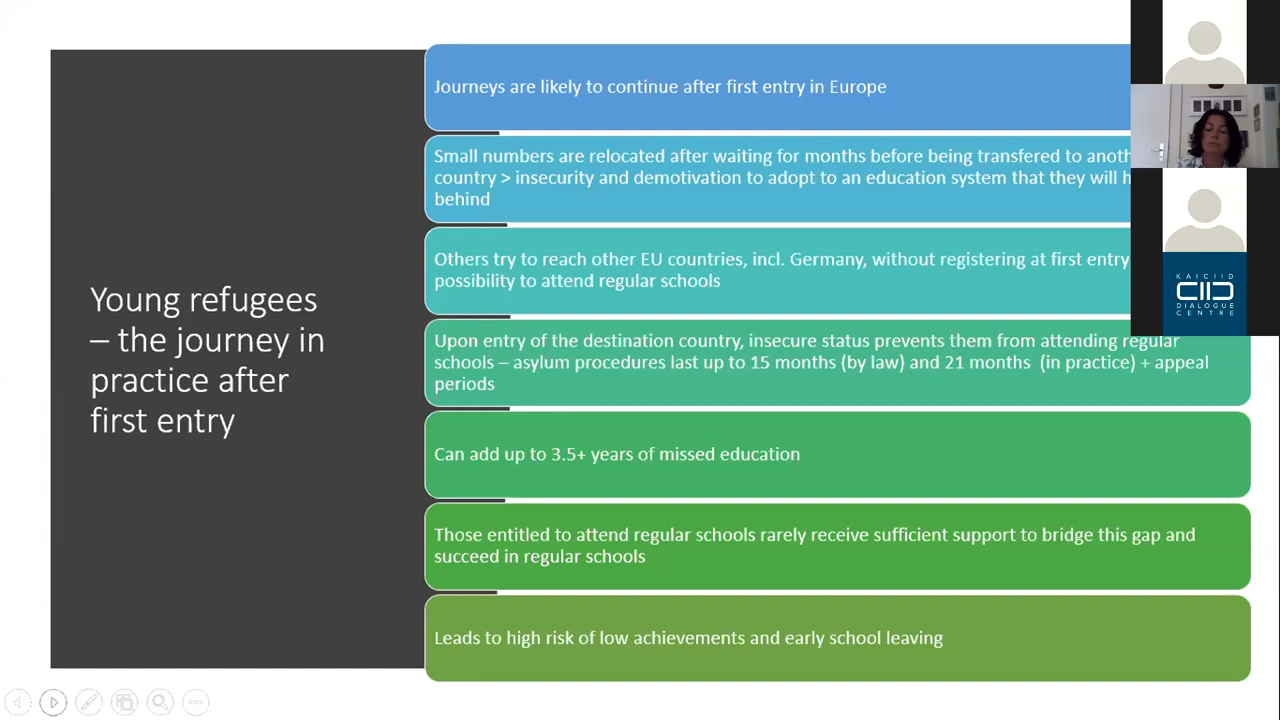 Young refugees
– the journey in
practice after
first entry
Journeys are likely to continue after first entry in Europe
Small numbers are relocated after waiting for months before being transfered to
country > insecurity and demotivation to adopt to an education system that they will
behind
Others try to reach other EU countries, incl. Germany, without registering at first entry
possibility to attend regular schools
Upon entry of the destination country, insecure status prevents them from attending regular
schools – asylum procedures last up to 15 months (by law) and 21 months (in practice) + appeal
periods
Can add up to 3.5+ years of missed education
Those entitled to attend regular schools rarely receive sufficient support to bridge this gap and
succeed in regular schools
Leads to high risk of low achievements and early school leaving
KAICIID
DIALOGUE
CENTRE